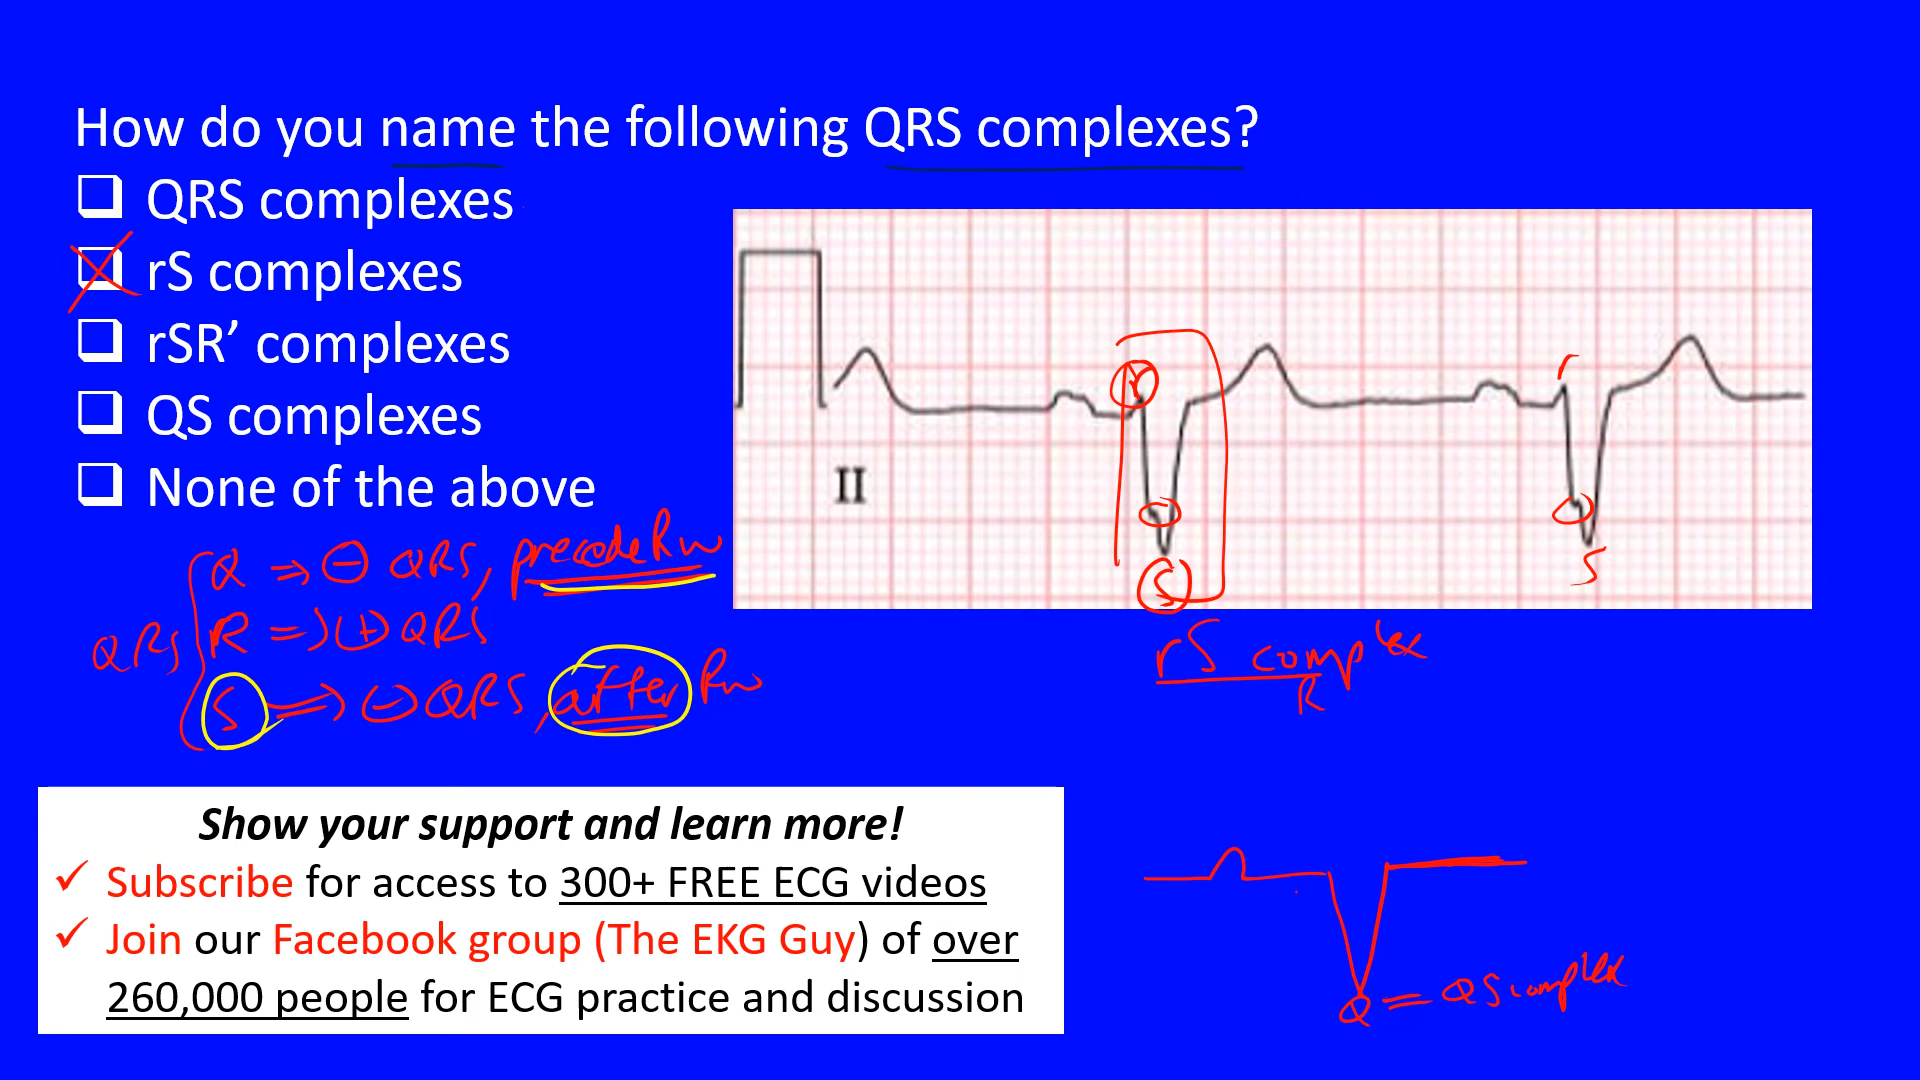 How do you name the following QRS complexes?
QRS complexes
rS complexes
rSR’ complexes
QS complexes
None of the above
II
r
S
r
S
Q ⇒ ⊖ QRS, precede Rw
QRS
R ⇒ (+) QRS
S ⇒ ⊖ QRS, after Rw
rS complex
R
Show your support and learn more!
Subscribe for access to 300+ FREE ECG videos
Join our Facebook group (The EKG Guy) of over
260,000 people for ECG practice and discussion
Q = QS complex